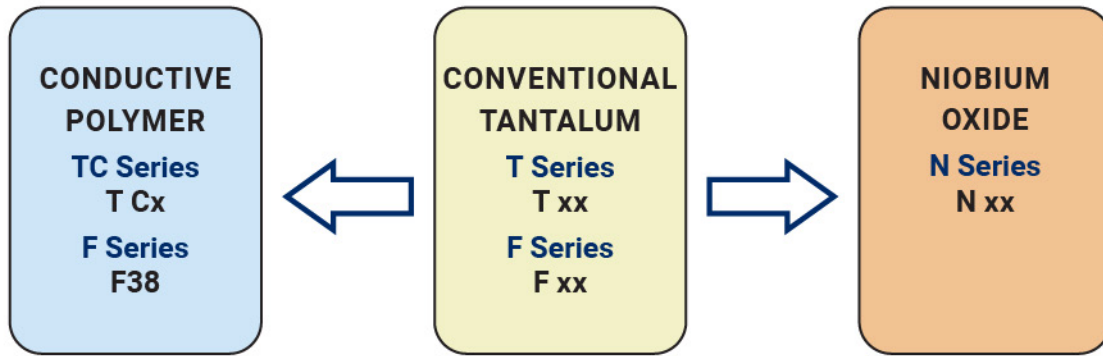 CONDUCTIVE
POLYMER
TC Series
T Cx
F Series
F38
CONVENTIONAL
TANTALUM
T Series
T xx
F Series
F xx
NIOBIUM
OXIDE
N Series
N xx